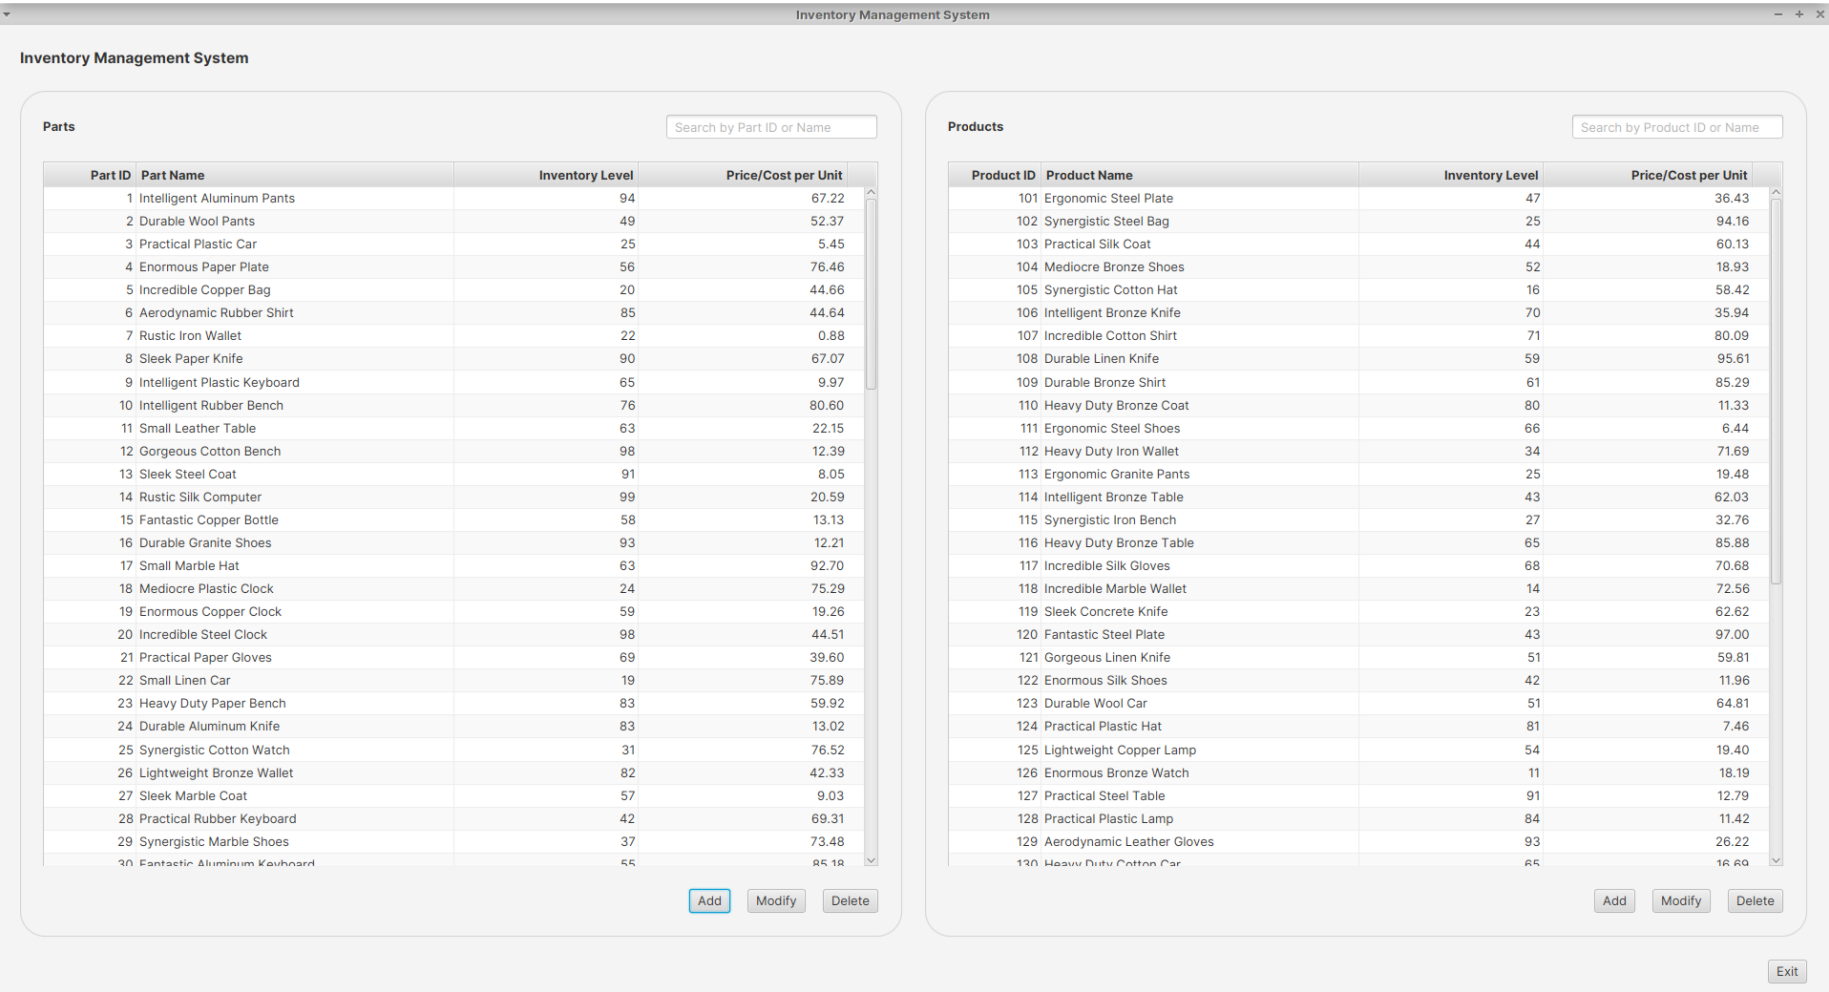 Inventory Management System
Inventory Management System
Parts
Search by Part ID or Name
Part ID Part Name Inventory Level Price/Cost per Unit
1 Intelligent Aluminum Pants 94 67.22
2 Durable Wool Pants 49 52.37
3 Practical Plastic Car 25 5.45
4 Enormous Paper Plate 56 76.46
5 Incredible Copper Bag 20 44.66
6 Aerodynamic Rubber Shirt 85 44.64
7 Rustic Iron Wallet 22 0.88
8 Sleek Paper Knife 90 67.07
9 Intelligent Plastic Keyboard 65 9.97
10 Intelligent Rubber Bench 76 80.60
11 Small Leather Table 63 22.15
12 Gorgeous Cotton Bench 98 12.39
13 Sleek Steel Coat 91 8.05
14 Rustic Silk Computer 99 20.59
15 Fantastic Copper Bottle 58 13.13
16 Durable Granite Shoes 93 12.21
17 Small Marble Hat 63 92.70
18 Mediocre Plastic Clock 24 75.29
19 Enormous Copper Clock 59 19.26
20 Incredible Steel Clock 98 44.51
21 Practical Paper Gloves 69 39.60
22 Small Linen Car 19 75.89
23 Heavy Duty Paper Bench 83 59.92
24 Durable Aluminum Knife 83 13.02
25 Synergistic Cotton Watch 31 76.52
26 Lightweight Bronze Wallet 82 42.33
27 Sleek Marble Coat 57 9.03
28 Practical Rubber Keyboard 42 69.31
29 Synergistic Marble Shoes 37 73.48
30 Fantastic Aluminum Keyboard 55 85.18
Add Modify Delete
Products
Search by Product ID or Name
Product ID Product Name Inventory Level Price/Cost per Unit
101 Ergonomic Steel Plate 47 36.43
102 Synergistic Steel Bag 25 94.16
103 Practical Silk Coat 44 60.13
104 Mediocre Bronze Shoes 52 18.93
105 Synergistic Cotton Hat 16 58.42
106 Intelligent Bronze Knife 70 35.94
107 Incredible Cotton Shirt 71 80.09
108 Durable Linen Knife 59 95.61
109 Durable Bronze Shirt 61 85.29
110 Heavy Duty Bronze Coat 80 11.33
111 Ergonomic Steel Shoes 66 6.44
112 Heavy Duty Iron Wallet 34 71.69
113 Ergonomic Granite Pants 25 19.48
114 Intelligent Bronze Table 43 62.03
115 Synergistic Iron Bench 27 32.76
116 Heavy Duty Bronze Table 65 85.88
117 Incredible Silk Gloves 68 70.68
118 Incredible Marble Wallet 14 72.56
119 Sleek Concrete Knife 23 62.62
120 Fantastic Steel Plate 43 97.00
121 Gorgeous Linen Knife 51 59.81
122 Enormous Silk Shoes 42 11.96
123 Durable Wool Car 51 64.81
124 Practical Plastic Hat 81 7.46
125 Lightweight Copper Lamp 54 19.40
126 Enormous Bronze Watch 11 18.19
127 Practical Steel Table 91 12.79
128 Practical Plastic Lamp 84 11.42
129 Aerodynamic Leather Gloves 93 26.22
130 Heavy Duty Cotton Car 65 16.69
Add Modify Delete
Exit